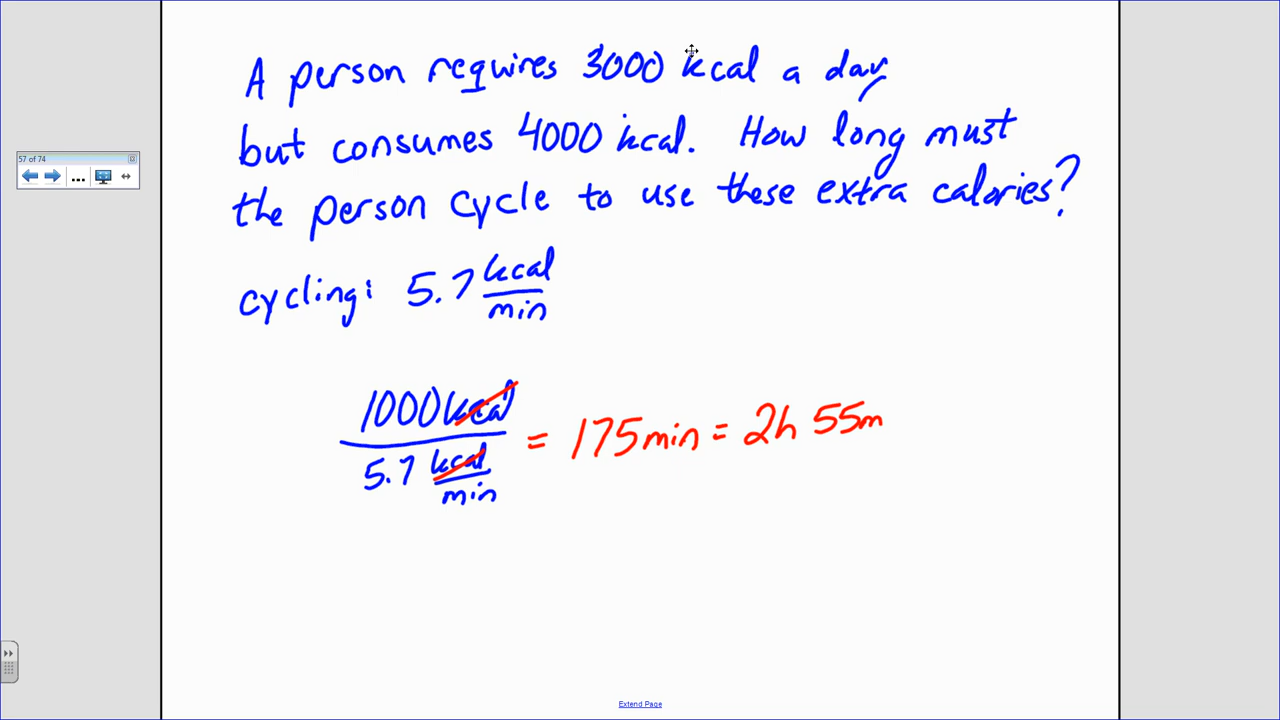 A person requires 3000 kcal a day
57 of 74
but consumes 4000 kcal. How long must
...
the person cycle to use these extra calories?
cycling: 5.7 kcal
min
1000 kcal
= 175 min = 2h 55m
5.7 kcal
min
Extend Page